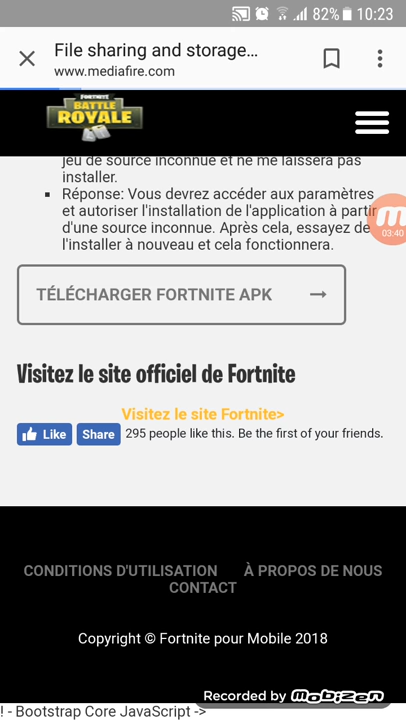 82% 10:23
File sharing and storage...
www.mediafire.com
FORTNITE
BATTLE
ROYALE
jeu de source inconnue et ne me laissera pas
installer.
▪ Réponse: Vous devrez accéder aux paramètres
et autoriser l'installation de l'application à partir
d'une source inconnue. Après cela, essayez de
l'installer à nouveau et cela fonctionnera.
03:40
TÉLÉCHARGER FORTNITE APK →
Visitez le site officiel de Fortnite
Visitez le site Fortnite>
Like Share 295 people like this. Be the first of your friends.
CONDITIONS D'UTILISATION À PROPOS DE NOUS
CONTACT
Copyright © Fortnite pour Mobile 2018
Recorded by MOBIZEN
! - Bootstrap Core JavaScript ->